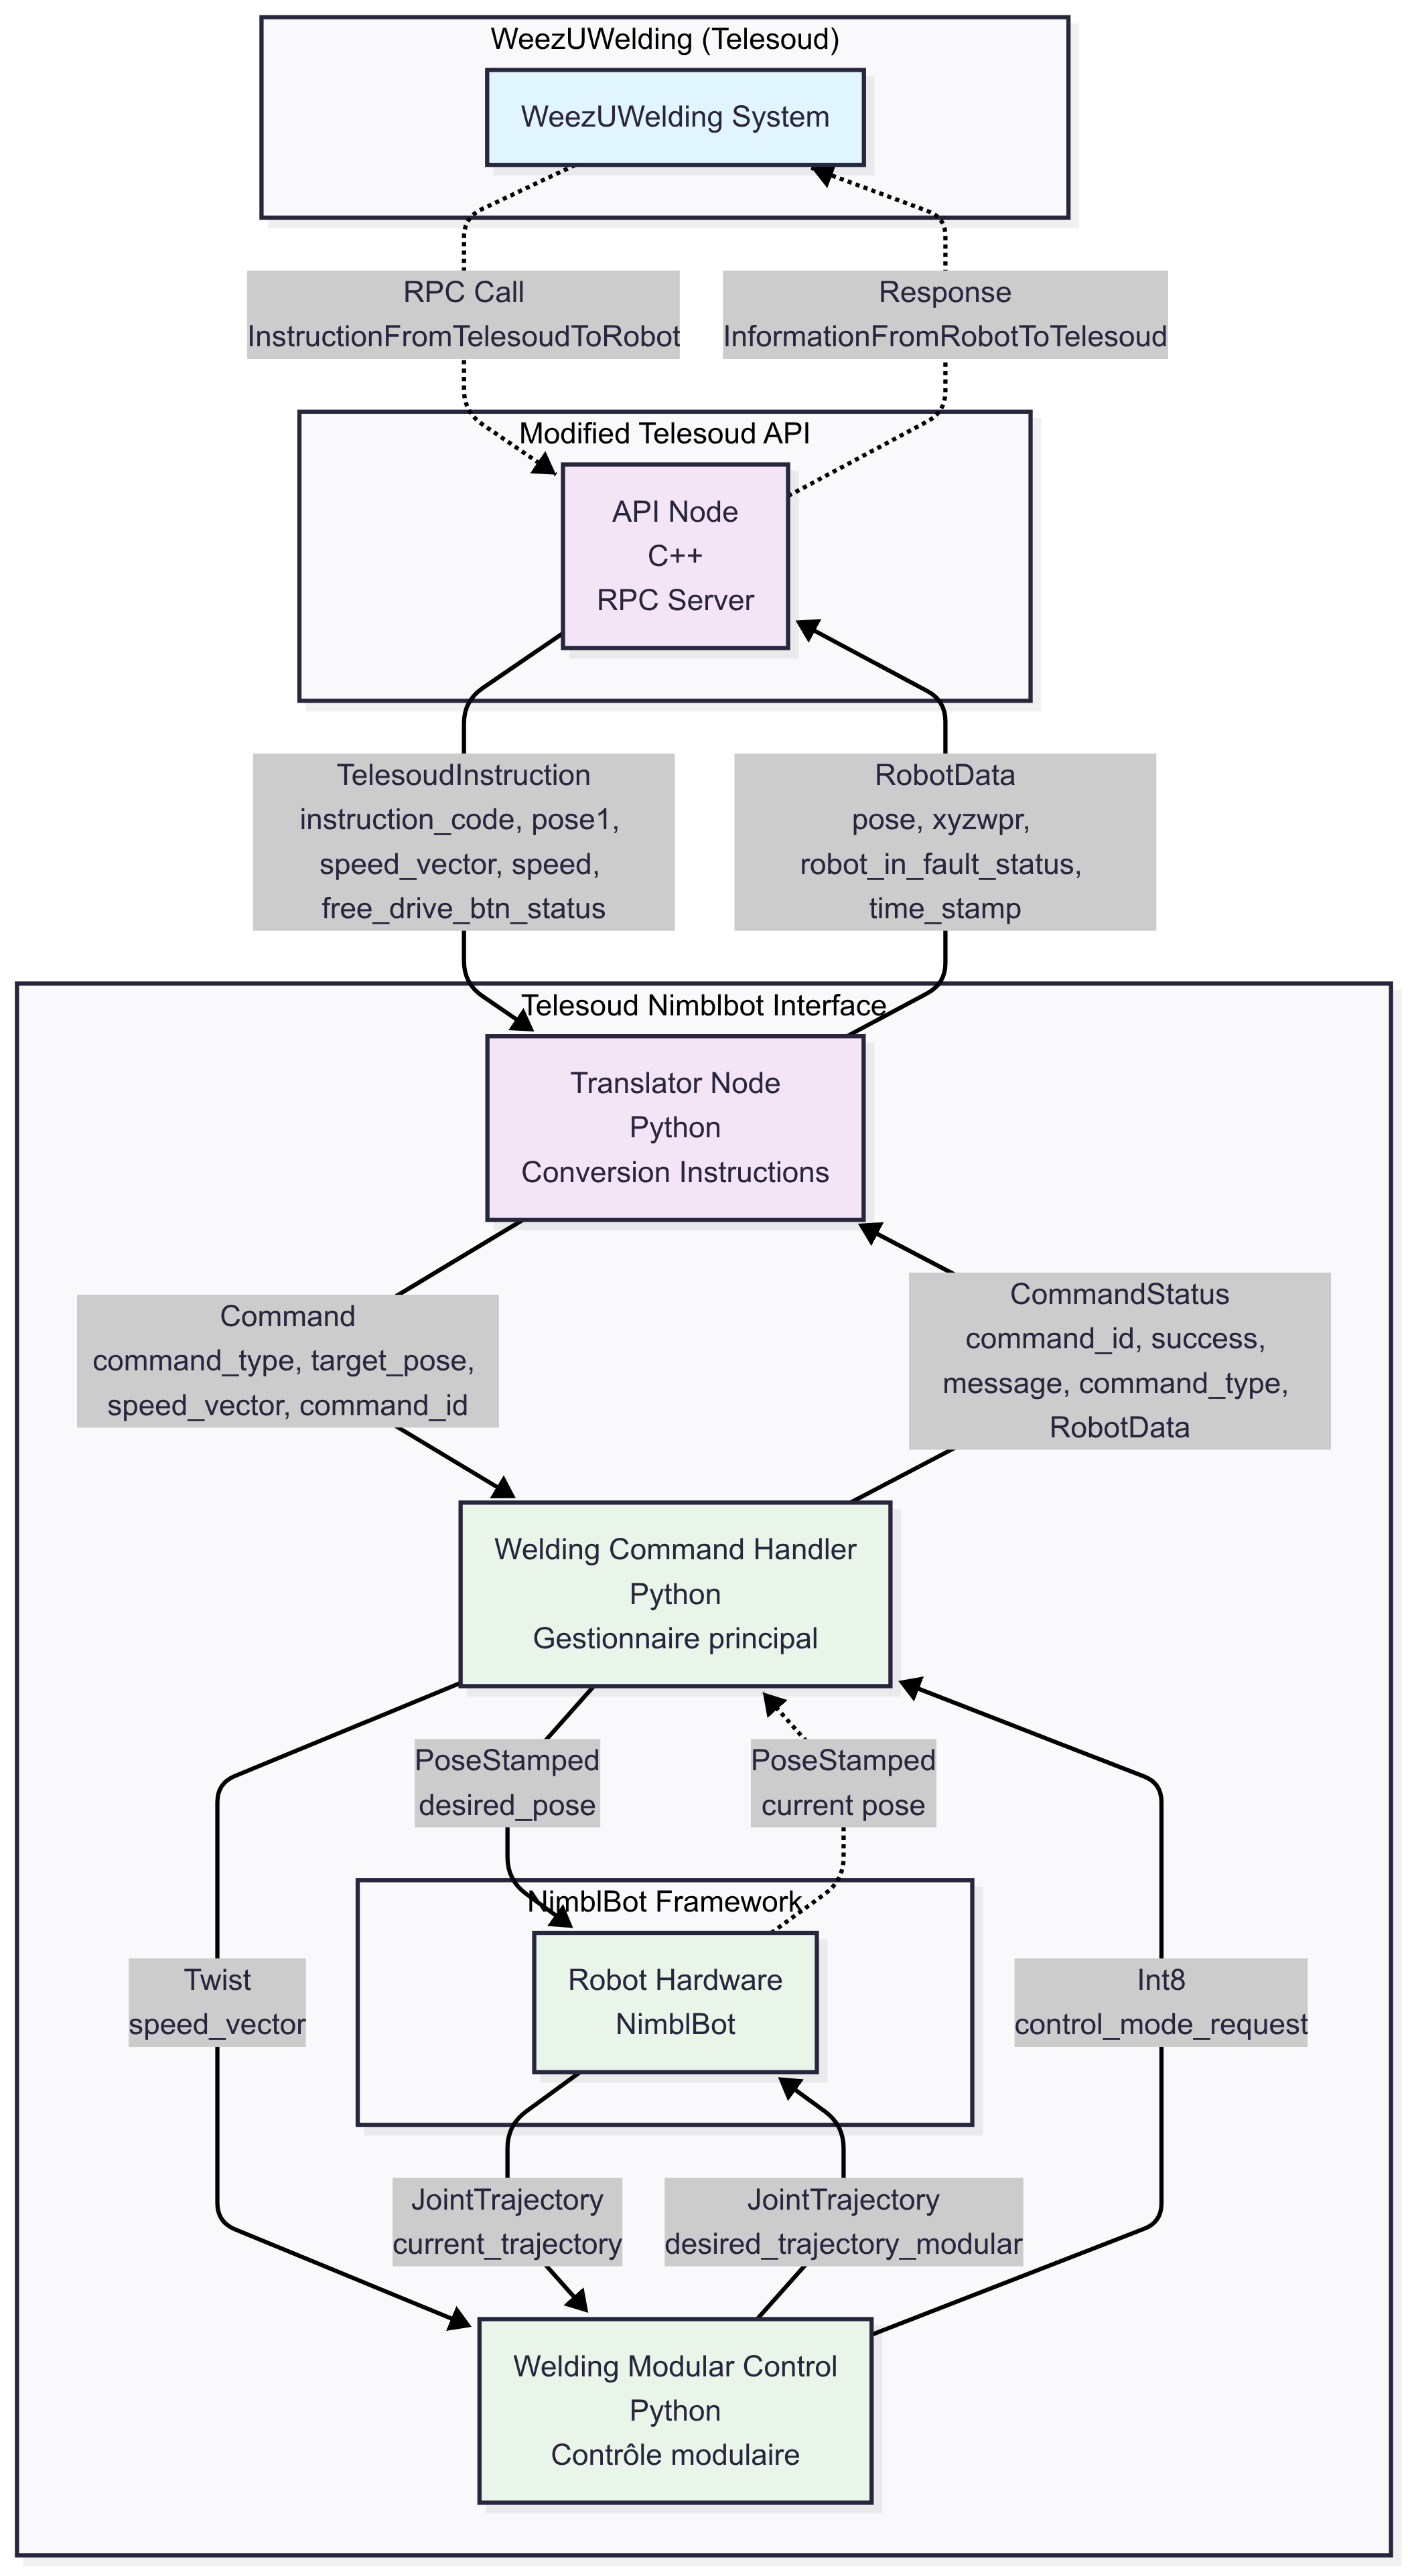 WeezUWelding (Telesoud)
WeezUWelding System
RPC Call
InstructionFromTelesoudToRobot
Response
InformationFromRobotToTelesoud
Modified Telesoud API
API Node
C++
RPC Server
TelesoudInstruction
instruction_code, pose1,
speed_vector, speed,
free_drive_btn_status
RobotData
pose, xyzwpr,
robot_in_fault_status,
time_stamp
Telesoud Nimblbot Interface
Translator Node
Python
Conversion Instructions
Command
command_type, target_pose,
speed_vector, command_id
CommandStatus
command_id, success,
message, command_type,
RobotData
Welding Command Handler
Python
Gestionnaire principal
PoseStamped
desired_pose
PoseStamped
current pose
NimblBot Framework
Robot Hardware
NimblBot
Twist
speed_vector
Int8
control_mode_request
JointTrajectory
current_trajectory
JointTrajectory
desired_trajectory_modular
Welding Modular Control
Python
Contrôle modulaire